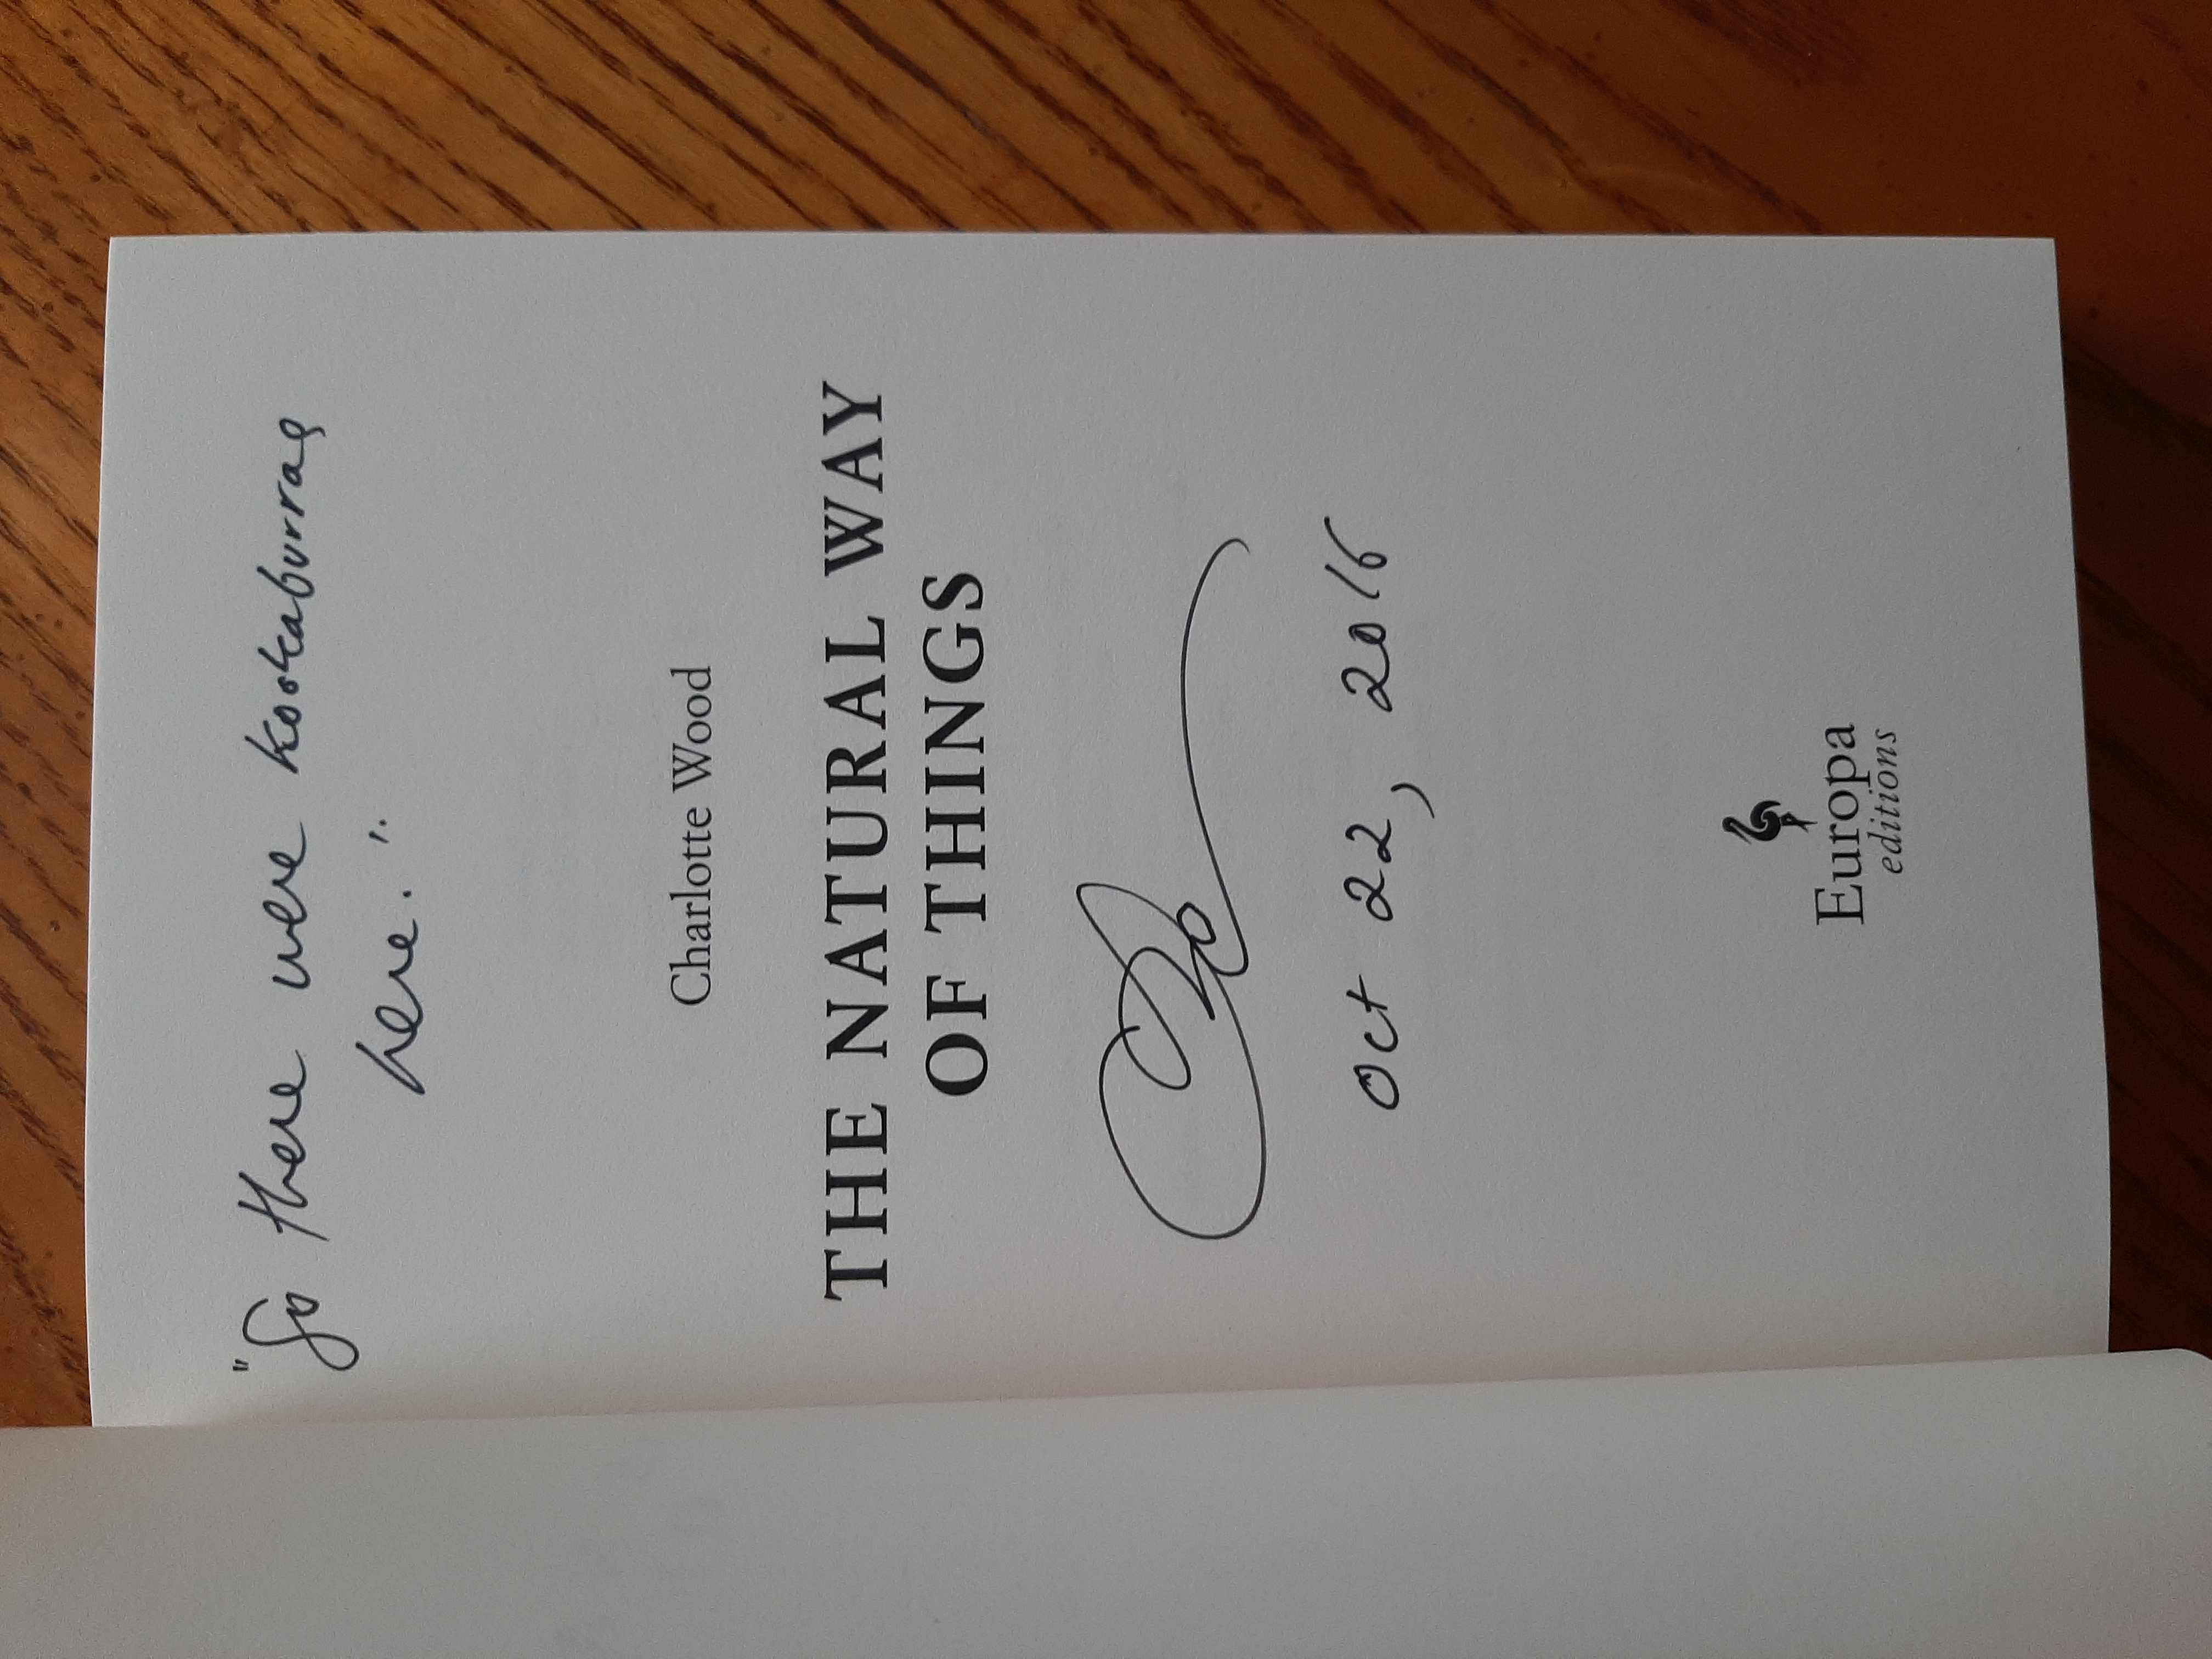 "So there were kookaburras
here."
Charlotte Wood
THE NATURAL WAY
OF THINGS
Oct 22, 2016
Europa
editions